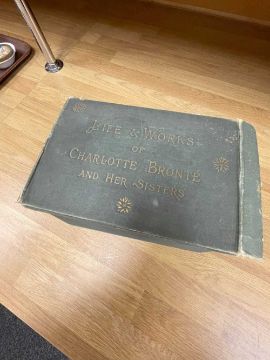 LIFE & WORKS
OF
CHARLOTTE BRONTË
AND HER SISTERS